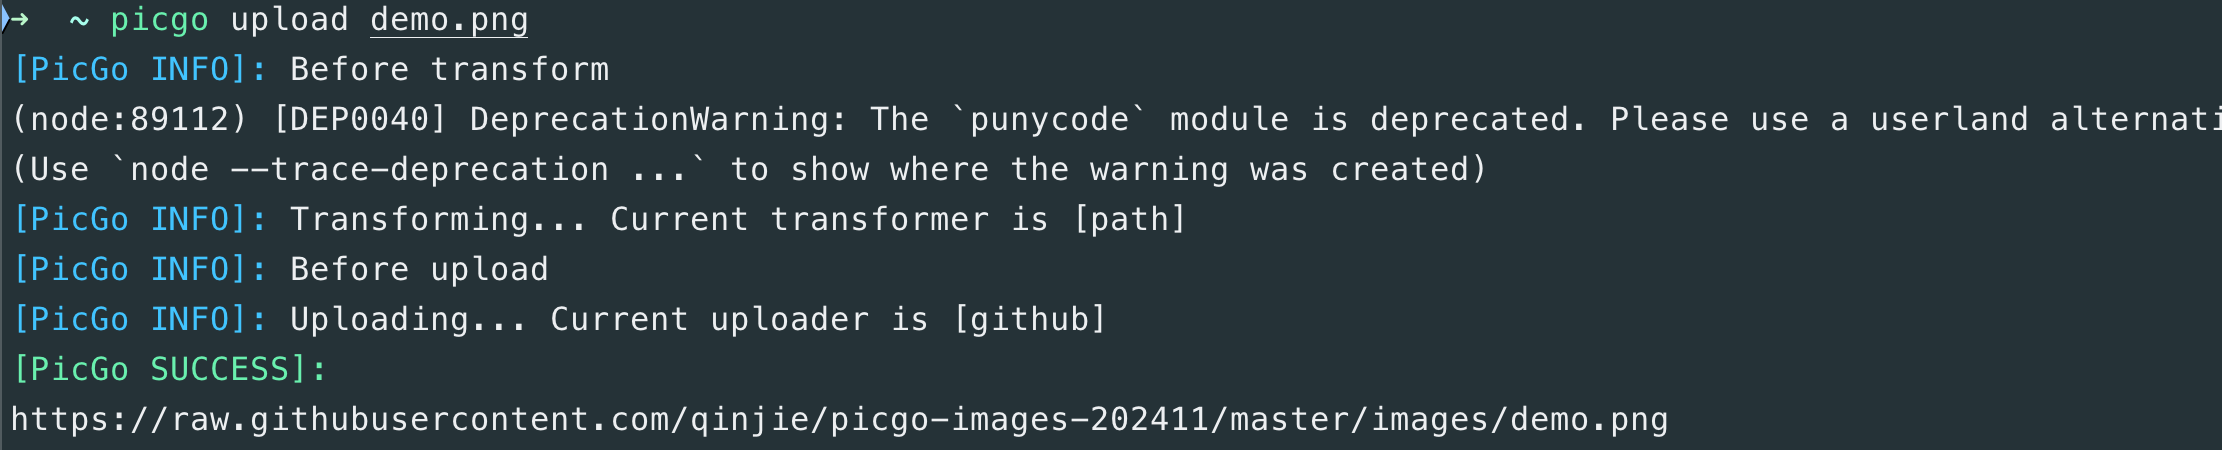 ➜  ~ picgo upload demo.png
[PicGo INFO]: Before transform
(node:89112) [DEP0040] DeprecationWarning: The `punycode` module is deprecated. Please use a userland alternati
(Use `node --trace-deprecation ...` to show where the warning was created)
[PicGo INFO]: Transforming... Current transformer is [path]
[PicGo INFO]: Before upload
[PicGo INFO]: Uploading... Current uploader is [github]
[PicGo SUCCESS]:
https://raw.githubusercontent.com/qinjie/picgo-images-202411/master/images/demo.png